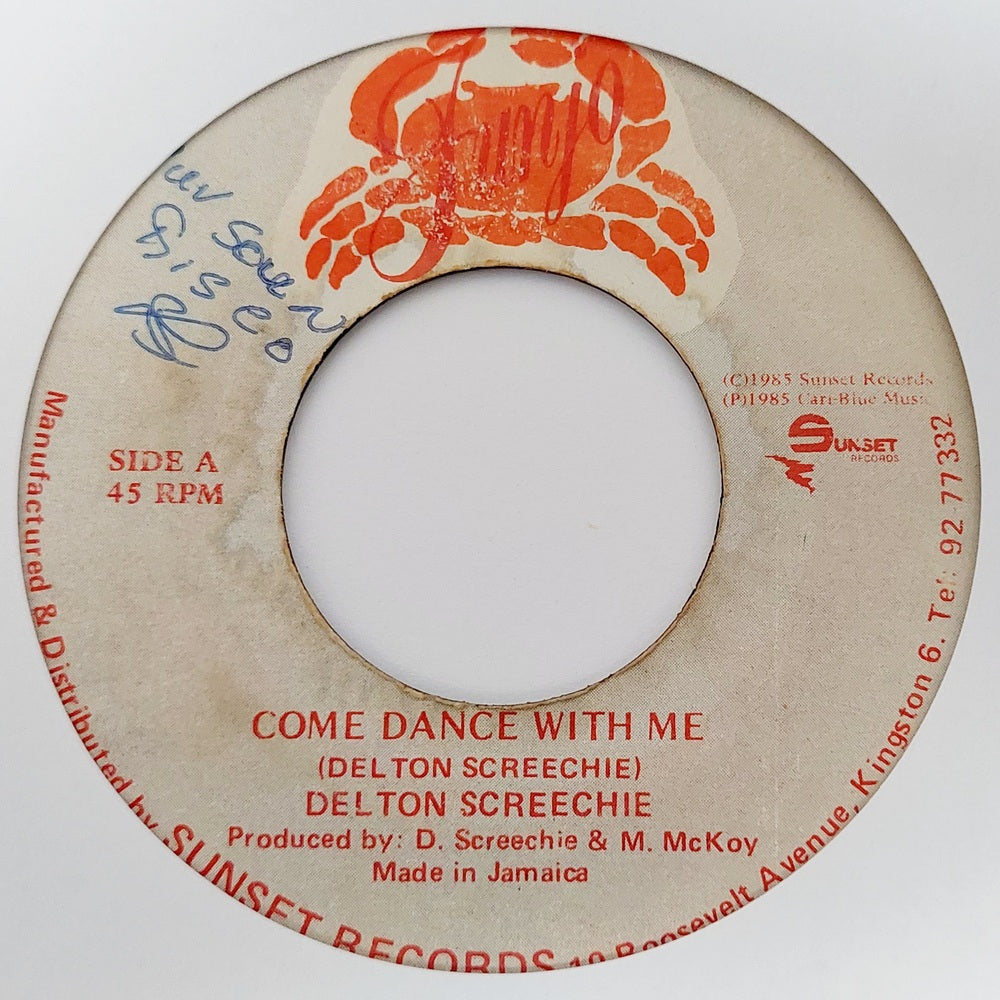 Jumjo
SIDE A
45 RPM
(C)1985 Sunset Records
(P)1985 Cari-Blue Music
SUNSET
RECORDS
COME DANCE WITH ME
(DELTON SCREECHIE)
DELTON SCREECHIE
Produced by: D. Screechie & M. McKoy
Made in Jamaica
Manufactured & Distributed by SUNSET RECORDS 10 Roosevelt Avenue, Kingston 6. Tel: 92 77332